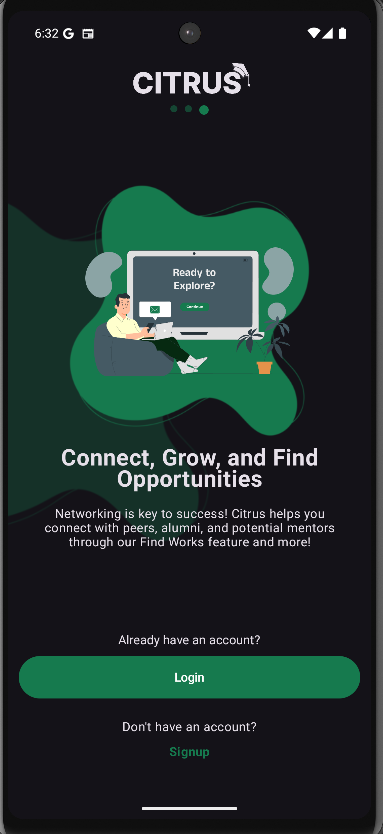 6:32
CITRUS
Ready to
Explore?
Continue
Connect, Grow, and Find
Opportunities
Networking is key to success! Citrus helps you
connect with peers, alumni, and potential mentors
through our Find Works feature and more!
Already have an account?
Login
Don't have an account?
Signup